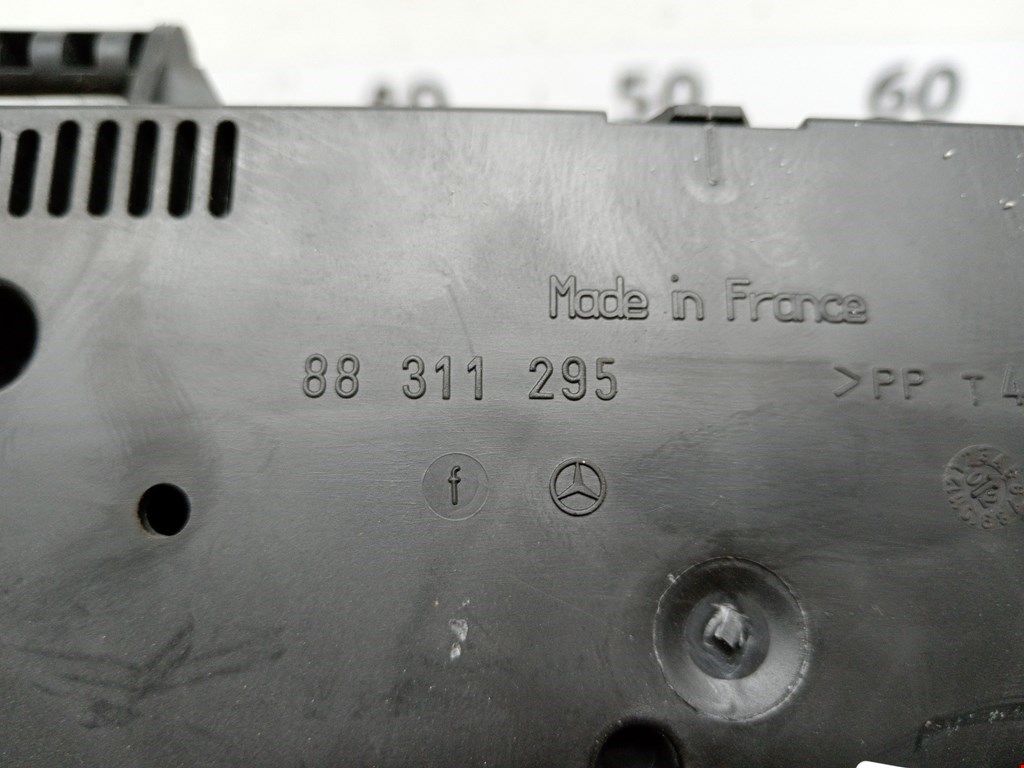 50 60
Made in France
88 311 295
>PP T4
f